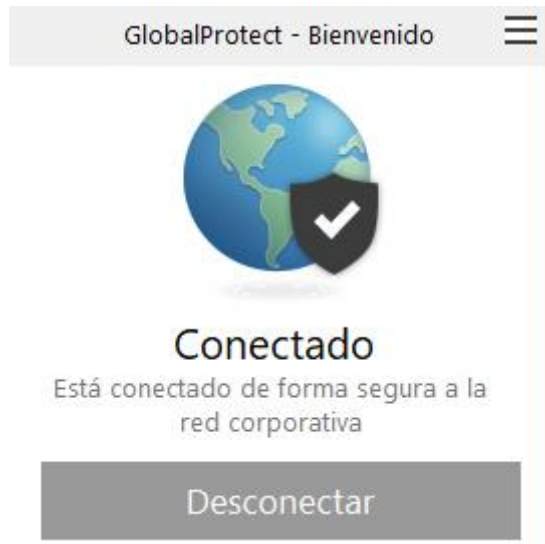 GlobalProtect - Bienvenido
Conectado
Está conectado de forma segura a la
red corporativa
Desconectar